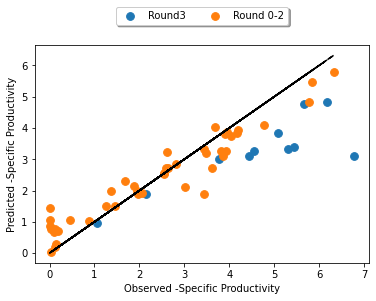 Round3 Round 0-2
6
5
4
3
2
1
0
Predicted -Specific Productivity
0 1 2 3 4 5 6 7
Observed -Specific Productivity